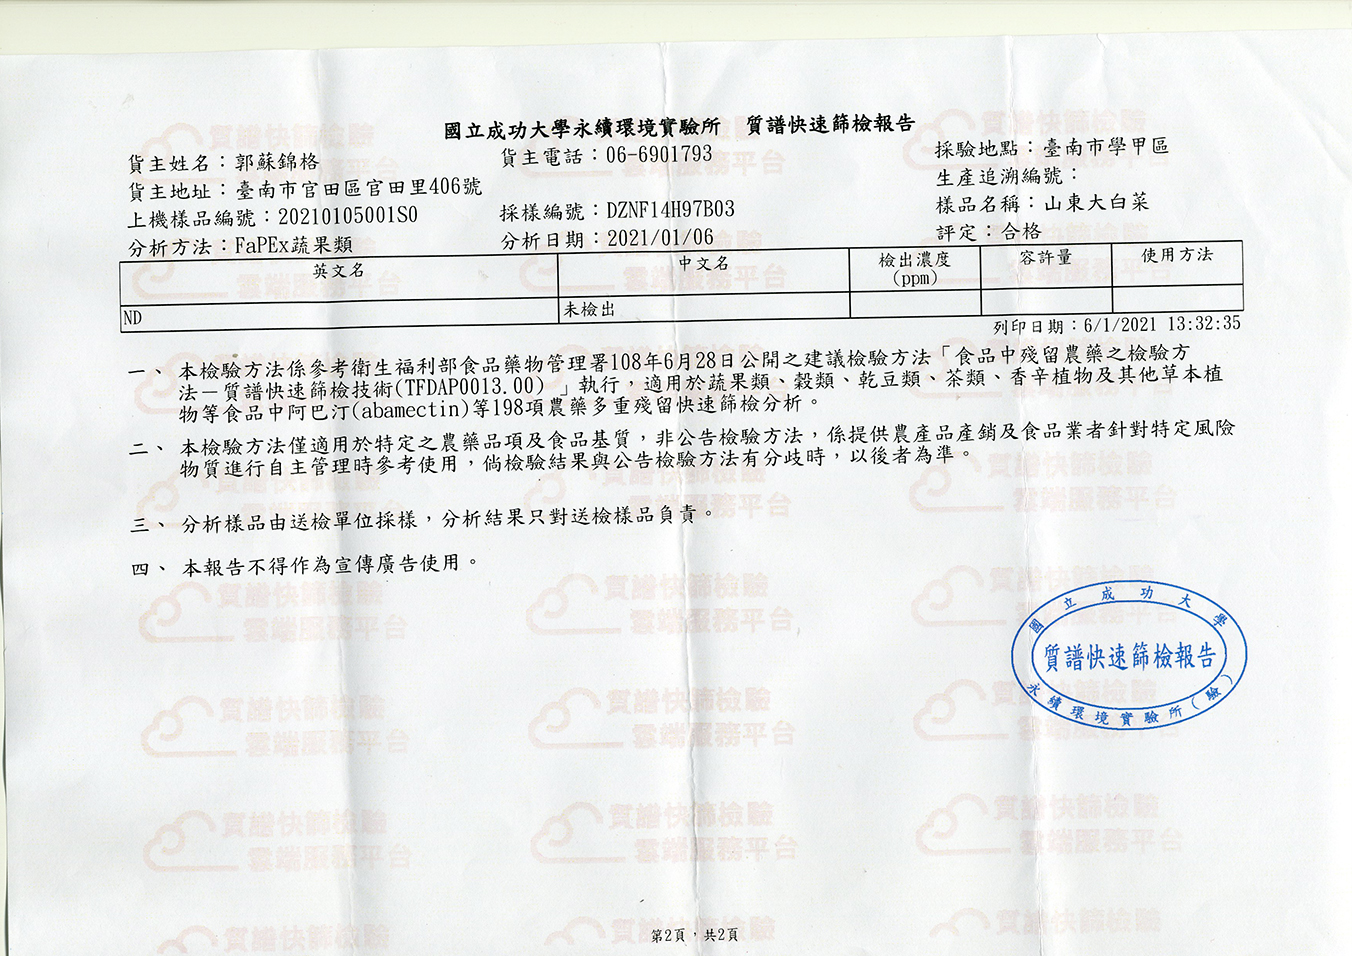 國立成功大學永續環境實驗所　質譜快速篩檢報告
貨主姓名：郭蘇錦格　貨主電話：06-6901793　採驗地點：臺南市學甲區
貨主地址：臺南市官田區官田里406號　生產追溯編號：
上機樣品編號：20210105001S0　採樣編號：DZNF14H97B03　樣品名稱：山東大白菜
分析方法：FaPEx蔬果類　分析日期：2021/01/06　評定：合格
英文名　中文名　檢出濃度　容許量　使用方法
(ppm)
ND　未檢出
列印日期：6/1/2021 13:32:35
一、 本檢驗方法係參考衛生福利部食品藥物管理署108年6月28日公開之建議檢驗方法「食品中殘留農藥之檢驗方
法－質譜快速篩檢技術(TFDAP0013.00) 」執行，適用於蔬果類、穀類、乾豆類、茶類、香辛植物及其他草本植
物等食品中阿巴汀(abamectin)等198項農藥多重殘留快速篩檢分析。
二、 本檢驗方法僅適用於特定之農藥品項及食品基質，非公告檢驗方法，係提供農產品產銷及食品業者針對特定風險
物質進行自主管理時參考使用，倘檢驗結果與公告檢驗方法有分歧時，以後者為準。
三、 分析樣品由送檢單位採樣，分析結果只對送檢樣品負責。
四、 本報告不得作為宣傳廣告使用。
國立成功大學
質譜快速篩檢報告
永續環境實驗所(驗)
質譜快篩檢驗
雲端服務平台
第2頁，共2頁